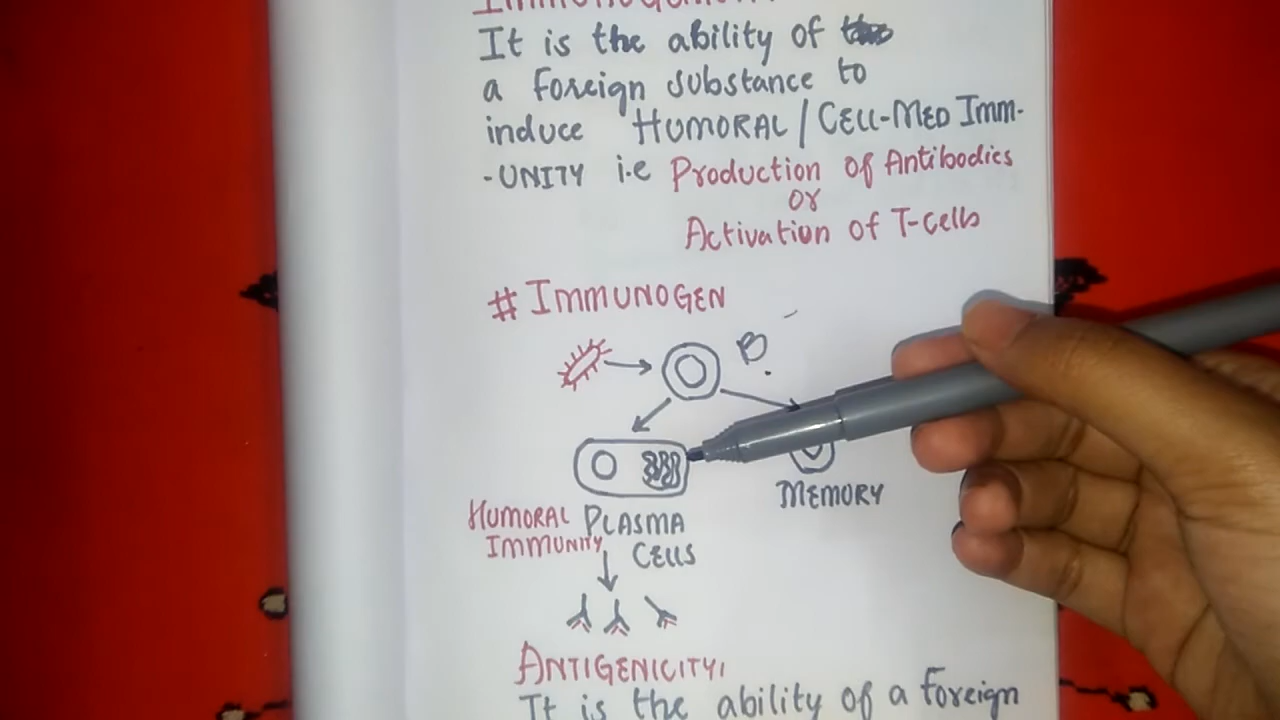 It is the ability of
a foreign substance to
induce HUMORAL / CELL-MED IMM-
-UNITY i.e Production of Antibodies
or
Activation of T-cells
# IMMUNOGEN
B
MEMORY
HUMORAL PLASMA
IMMUNITY CELLS
ANTIGENICITY:
It is the ability of a foreign